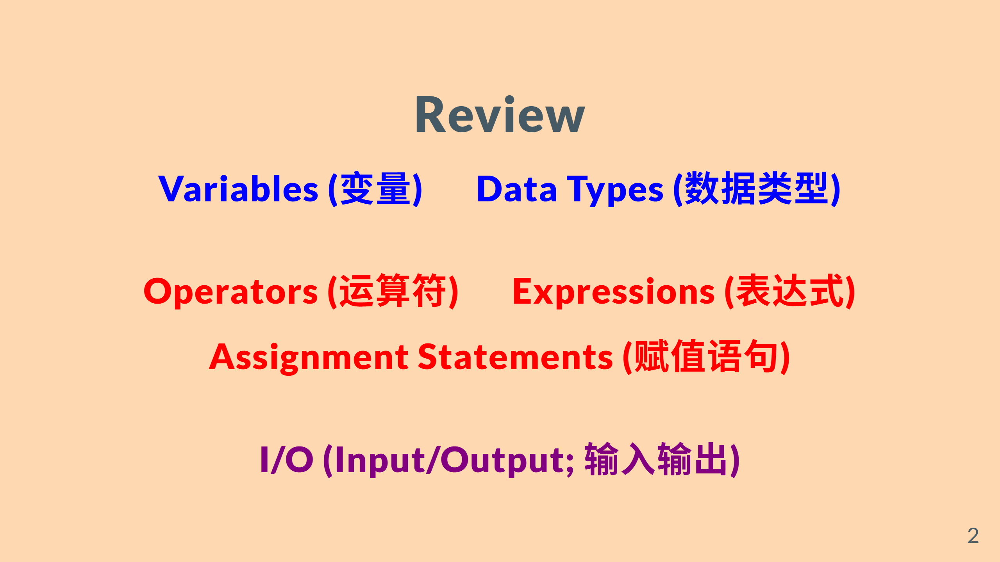 Review
Variables (变量) Data Types (数据类型)
Operators (运算符) Expressions (表达式)
Assignment Statements (赋值语句)
I/O (Input/Output; 输入输出)
2